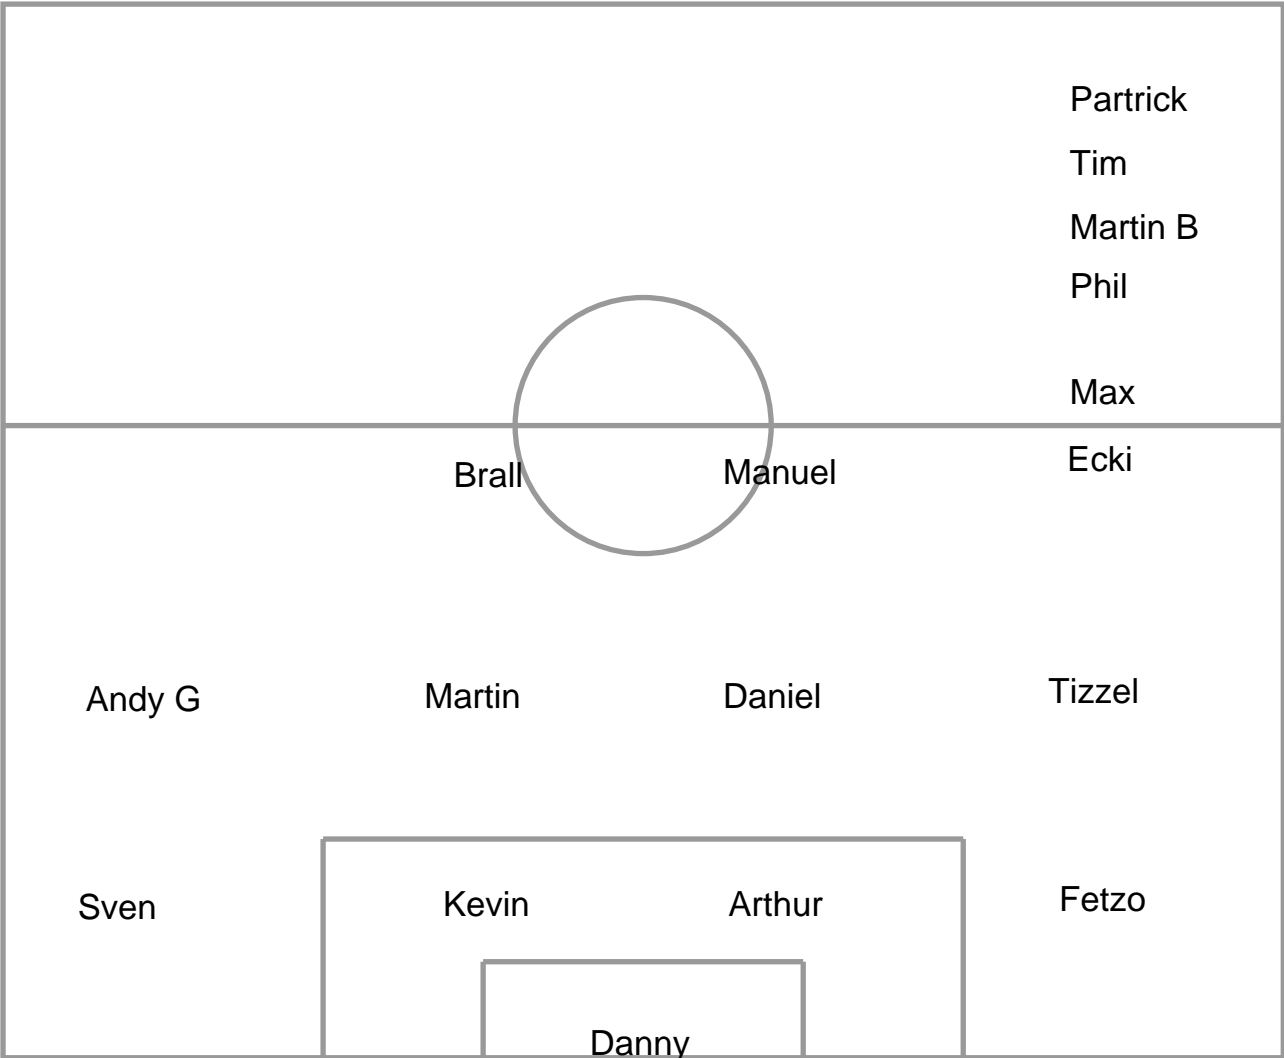 Partrick
Tim
Martin B
Phil
Max
Brall Manuel Ecki
Andy G Martin Daniel Tizzel
Sven Kevin Arthur Fetzo
Danny